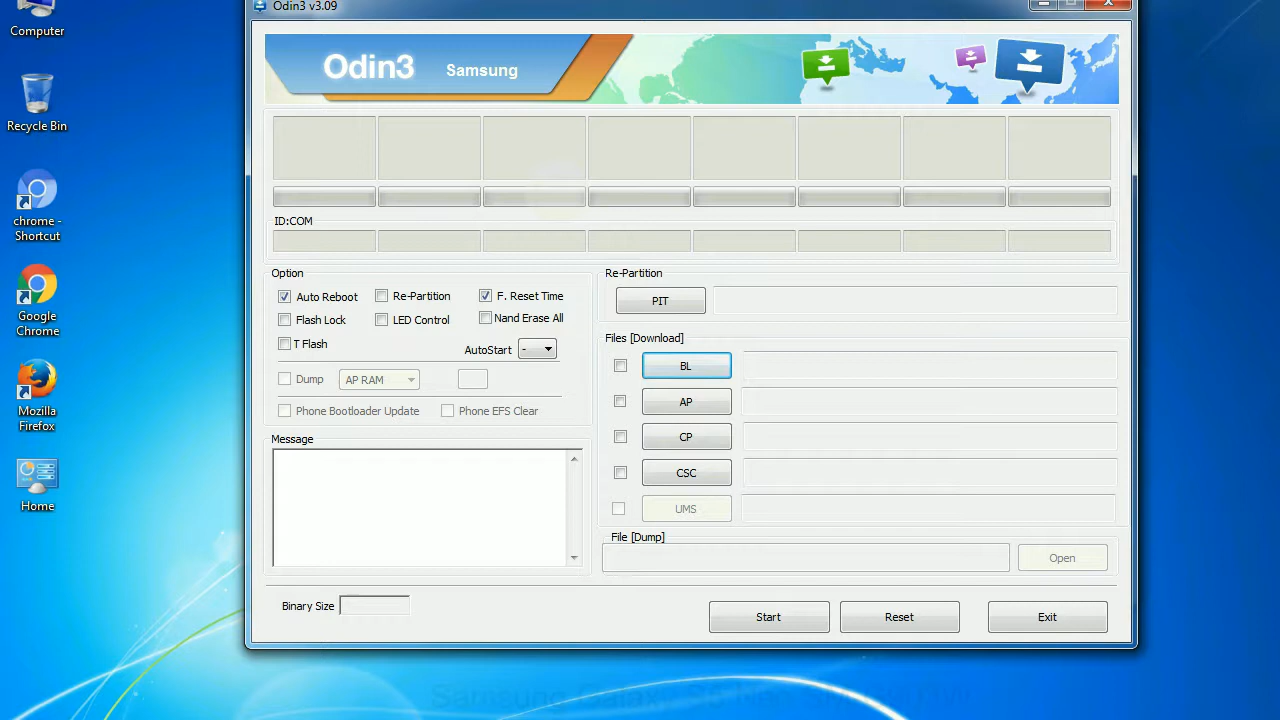 Computer
Recycle Bin
chrome -
Shortcut
Google
Chrome
Mozilla
Firefox
Home
Odin3 v3.09
Odin3 Samsung
ID:COM
Option
Auto Reboot
Re-Partition
F. Reset Time
Flash Lock
LED Control
Nand Erase All
T Flash
AutoStart -
Dump
AP RAM
Phone Bootloader Update
Phone EFS Clear
Message
Binary Size
Re-Partition
PIT
Files [Download]
BL
AP
CP
CSC
UMS
File [Dump]
Open
Start
Reset
Exit